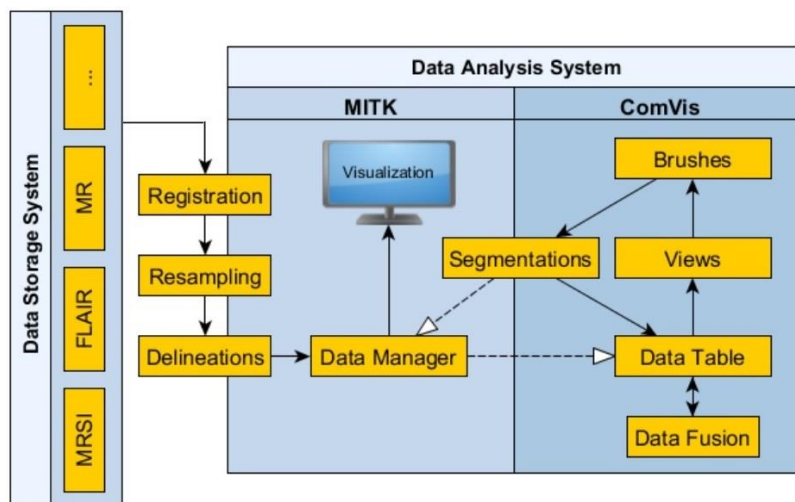 Data Storage System
...
MR
FLAIR
MRSI
Data Analysis System
MITK
ComVis
Registration
Resampling
Delineations
Visualization
Data Manager
Segmentations
Brushes
Views
Data Table
Data Fusion